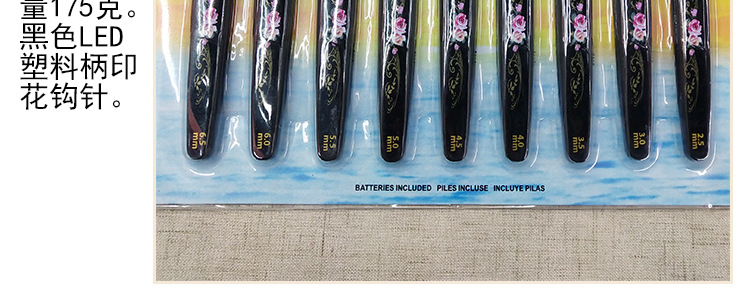 量175克。
黑色LED
塑料柄印
花钩针。
6.5 mm
6.0 mm
5.5 mm
5.0 mm
4.5 mm
4.0 mm
3.5 mm
3.0 mm
2.5 mm
BATTERIES INCLUDED PILES INCLUSE INCLUYE PILAS